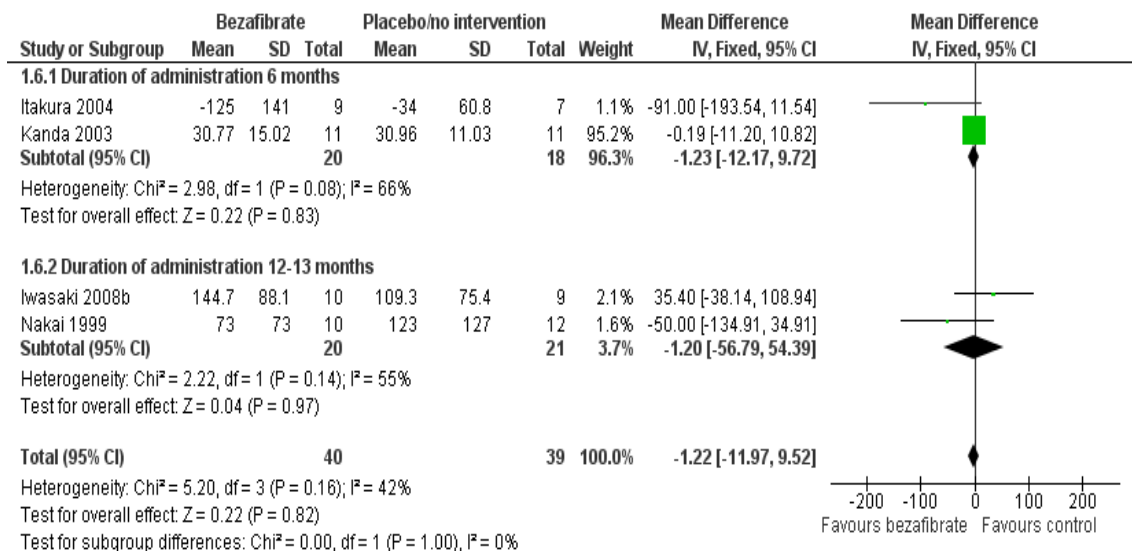 Bezafibrate Placebo/no intervention Mean Difference Mean Difference
Study or Subgroup Mean SD Total Mean SD Total Weight IV, Fixed, 95% CI IV, Fixed, 95% CI
1.6.1 Duration of administration 6 months
Itakura 2004 -125 141 9 -34 60.8 7 1.1% -91.00 [-193.54, 11.54]
Kanda 2003 30.77 15.02 11 30.96 11.03 11 95.2% -0.19 [-11.20, 10.82]
Subtotal (95% CI) 20 18 96.3% -1.23 [-12.17, 9.72]
Heterogeneity: Chi² = 2.98, df = 1 (P = 0.08); I² = 66%
Test for overall effect: Z = 0.22 (P = 0.83)
1.6.2 Duration of administration 12-13 months
Iwasaki 2008b 144.7 88.1 10 109.3 75.4 9 2.1% 35.40 [-38.14, 108.94]
Nakai 1999 73 73 10 123 127 12 1.6% -50.00 [-134.91, 34.91]
Subtotal (95% CI) 20 21 3.7% -1.20 [-56.79, 54.39]
Heterogeneity: Chi² = 2.22, df = 1 (P = 0.14); I² = 55%
Test for overall effect: Z = 0.04 (P = 0.97)
Total (95% CI) 40 39 100.0% -1.22 [-11.97, 9.52]
Heterogeneity: Chi² = 5.20, df = 3 (P = 0.16); I² = 42%
Test for overall effect: Z = 0.22 (P = 0.82)
Test for subgroup differences: Chi² = 0.00, df = 1 (P = 1.00), I² = 0%
-200 -100 0 100 200
Favours bezafibrate Favours control